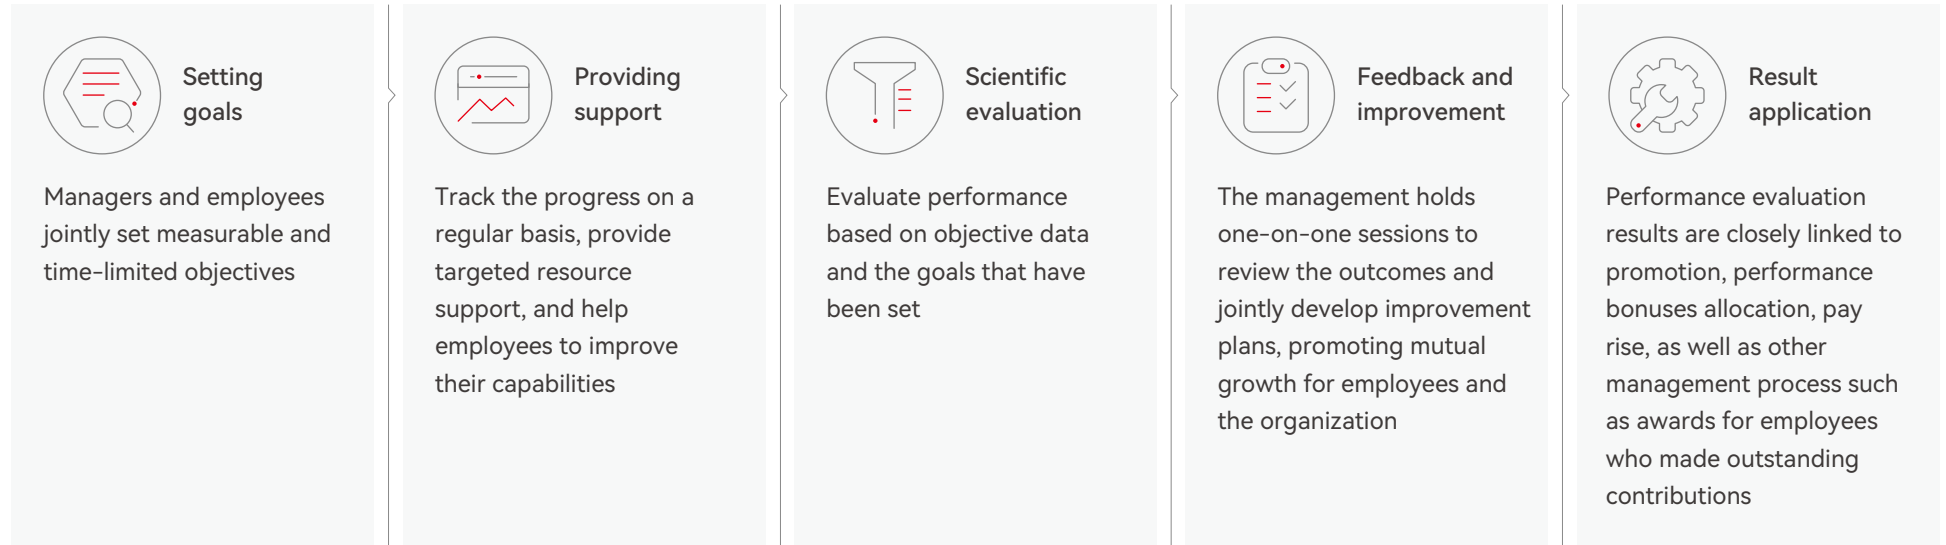 Setting
goals
Managers and employees
jointly set measurable and
time-limited objectives
Providing
support
Track the progress on a
regular basis, provide
targeted resource
support, and help
employees to improve
their capabilities
Scientific
evaluation
Evaluate performance
based on objective data
and the goals that have
been set
Feedback and
improvement
The management holds
one-on-one sessions to
review the outcomes and
jointly develop improvement
plans, promoting mutual
growth for employees and
the organization
Result
application
Performance evaluation
results are closely linked to
promotion, performance
bonuses allocation, pay
rise, as well as other
management process such
as awards for employees
who made outstanding
contributions